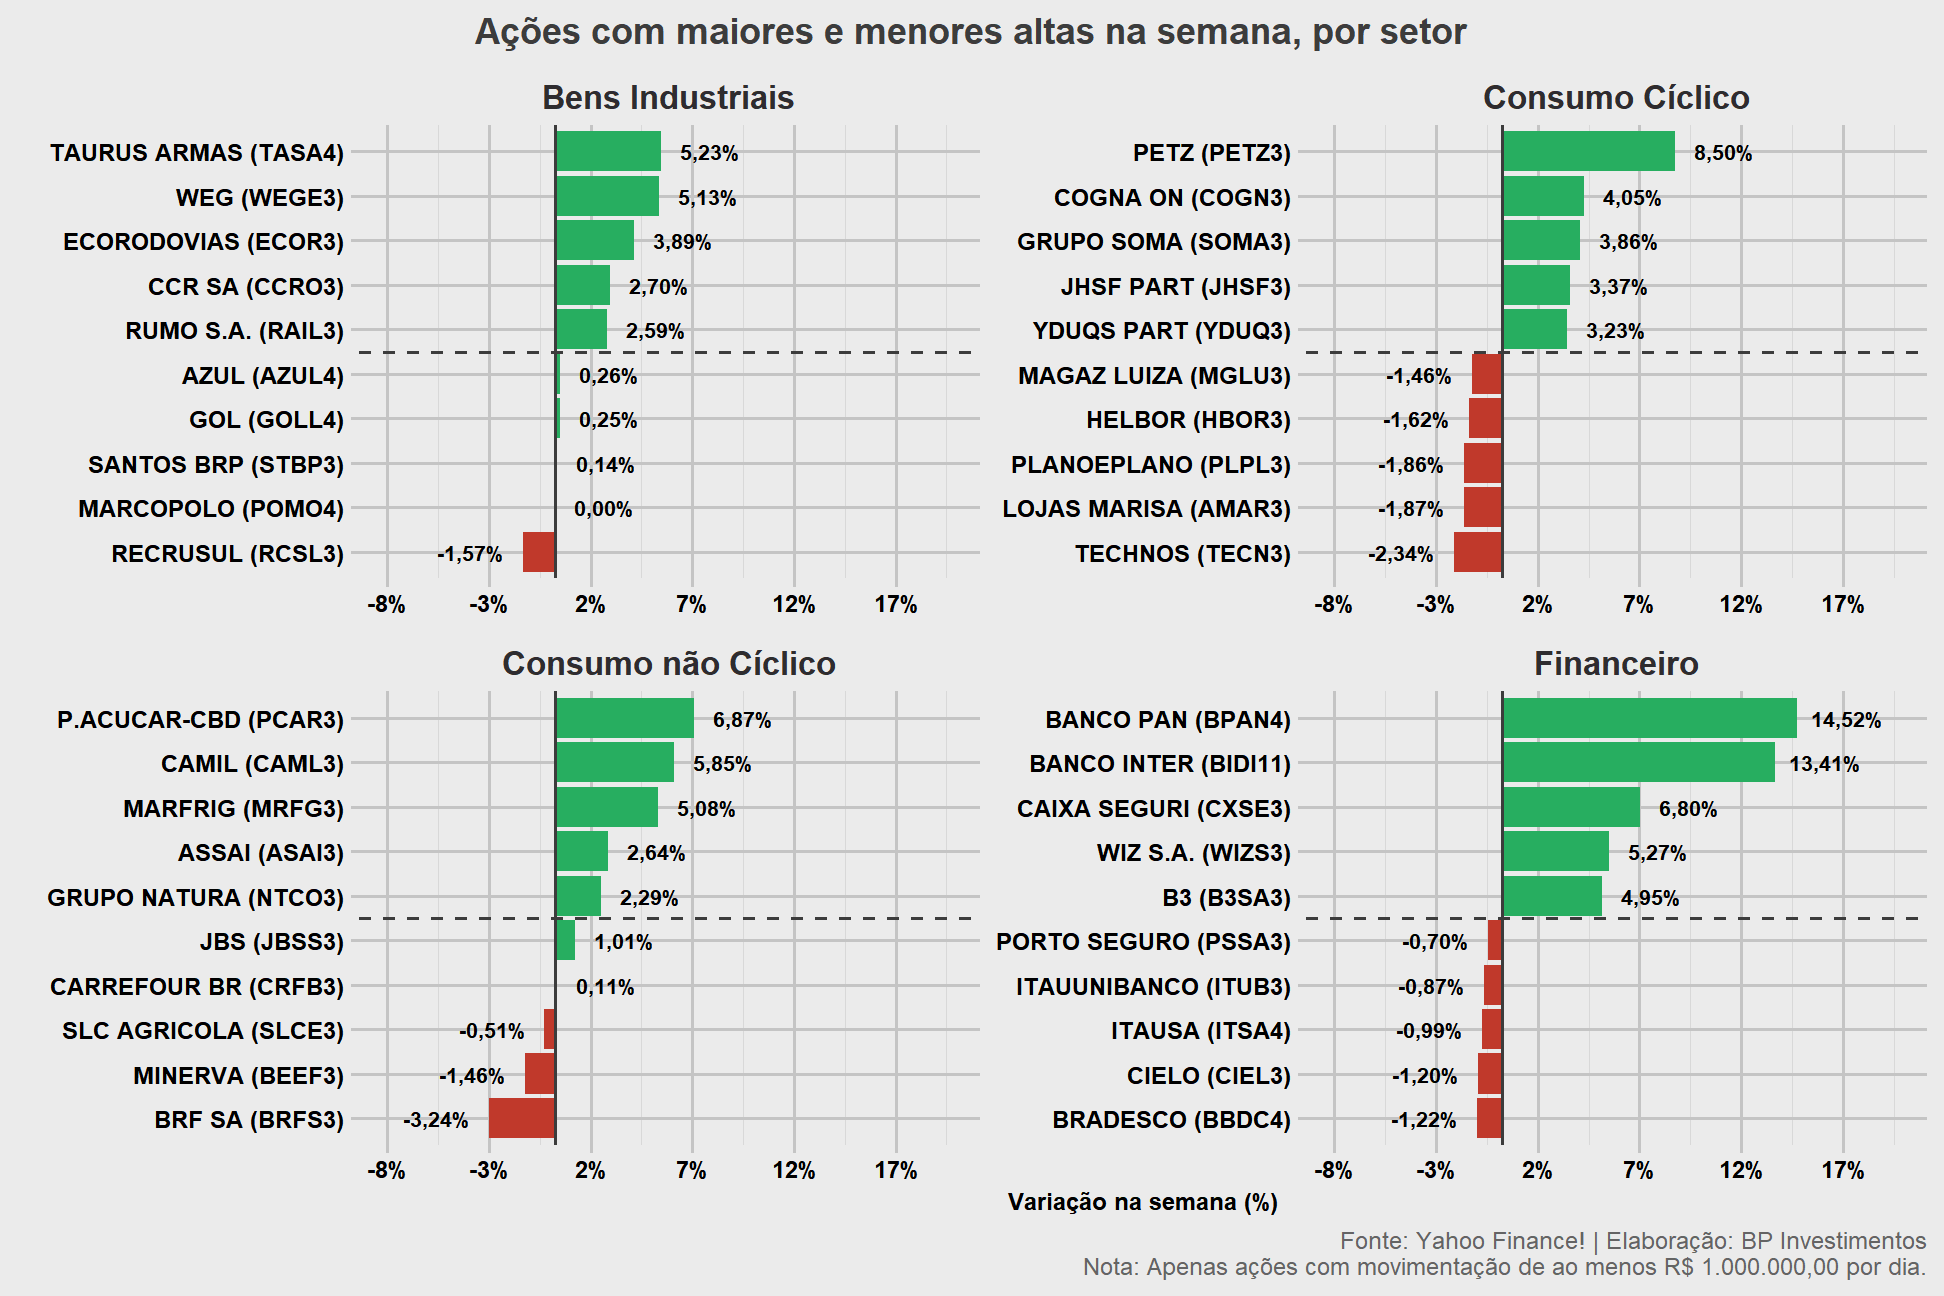 Ações com maiores e menores altas na semana, por setor
Bens Industriais
TAURUS ARMAS (TASA4) 5,23%
WEG (WEGE3) 5,13%
ECORODOVIAS (ECOR3) 3,89%
CCR SA (CCRO3) 2,70%
RUMO S.A. (RAIL3) 2,59%
AZUL (AZUL4) 0,26%
GOL (GOLL4) 0,25%
SANTOS BRP (STBP3) 0,14%
MARCOPOLO (POMO4) 0,00%
RECRUSUL (RCSL3) -1,57%
-8% -3% 2% 7% 12% 17%
Consumo Cíclico
PETZ (PETZ3) 8,50%
COGNA ON (COGN3) 4,05%
GRUPO SOMA (SOMA3) 3,86%
JHSF PART (JHSF3) 3,37%
YDUQS PART (YDUQ3) 3,23%
MAGAZ LUIZA (MGLU3) -1,46%
HELBOR (HBOR3) -1,62%
PLANOEPLANO (PLPL3) -1,86%
LOJAS MARISA (AMAR3) -1,87%
TECHNOS (TECN3) -2,34%
-8% -3% 2% 7% 12% 17%
Consumo não Cíclico
P.ACUCAR-CBD (PCAR3) 6,87%
CAMIL (CAML3) 5,85%
MARFRIG (MRFG3) 5,08%
ASSAI (ASAI3) 2,64%
GRUPO NATURA (NTCO3) 2,29%
JBS (JBSS3) 1,01%
CARREFOUR BR (CRFB3) 0,11%
SLC AGRICOLA (SLCE3) -0,51%
MINERVA (BEEF3) -1,46%
BRF SA (BRFS3) -3,24%
-8% -3% 2% 7% 12% 17%
Financeiro
BANCO PAN (BPAN4) 14,52%
BANCO INTER (BIDI11) 13,41%
CAIXA SEGURI (CXSE3) 6,80%
WIZ S.A. (WIZS3) 5,27%
B3 (B3SA3) 4,95%
PORTO SEGURO (PSSA3) -0,70%
ITAUUNIBANCO (ITUB3) -0,87%
ITAUSA (ITSA4) -0,99%
CIELO (CIEL3) -1,20%
BRADESCO (BBDC4) -1,22%
-8% -3% 2% 7% 12% 17%
Variação na semana (%)
Fonte: Yahoo Finance! | Elaboração: BP Investimentos
Nota: Apenas ações com movimentação de ao menos R$ 1.000.000,00 por dia.